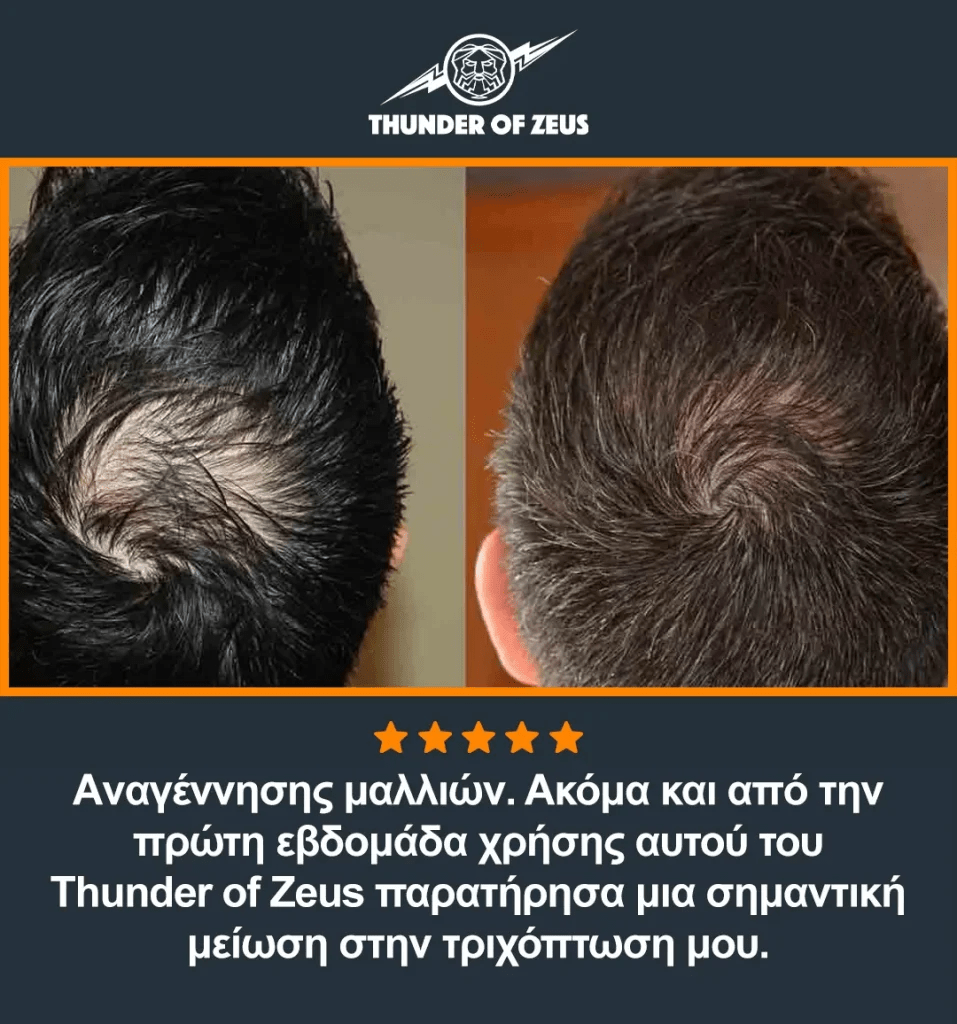 THUNDER OF ZEUS
Αναγέννησης μαλλιών. Ακόμα και από την
πρώτη εβδομάδα χρήσης αυτού του
Thunder of Zeus παρατήρησα μια σημαντική
μείωση στην τριχόπτωση μου.